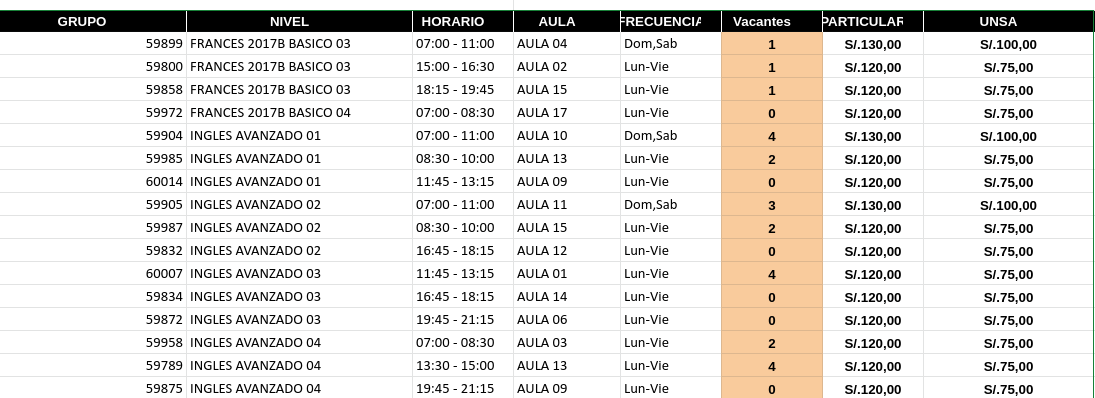 GRUPO NIVEL HORARIO AULA FRECUENCIA Vacantes PARTICULAR UNSA
59899 FRANCES 2017B BASICO 03 07:00 - 11:00 AULA 04 Dom,Sab 1 S/.130,00 S/.100,00
59800 FRANCES 2017B BASICO 03 15:00 - 16:30 AULA 02 Lun-Vie 1 S/.120,00 S/.75,00
59858 FRANCES 2017B BASICO 03 18:15 - 19:45 AULA 15 Lun-Vie 1 S/.120,00 S/.75,00
59972 FRANCES 2017B BASICO 04 07:00 - 08:30 AULA 17 Lun-Vie 0 S/.120,00 S/.75,00
59904 INGLES AVANZADO 01 07:00 - 11:00 AULA 10 Dom,Sab 4 S/.130,00 S/.100,00
59985 INGLES AVANZADO 01 08:30 - 10:00 AULA 13 Lun-Vie 2 S/.120,00 S/.75,00
60014 INGLES AVANZADO 01 11:45 - 13:15 AULA 09 Lun-Vie 0 S/.120,00 S/.75,00
59905 INGLES AVANZADO 02 07:00 - 11:00 AULA 11 Dom,Sab 3 S/.130,00 S/.100,00
59987 INGLES AVANZADO 02 08:30 - 10:00 AULA 15 Lun-Vie 2 S/.120,00 S/.75,00
59832 INGLES AVANZADO 02 16:45 - 18:15 AULA 12 Lun-Vie 0 S/.120,00 S/.75,00
60007 INGLES AVANZADO 03 11:45 - 13:15 AULA 01 Lun-Vie 4 S/.120,00 S/.75,00
59834 INGLES AVANZADO 03 16:45 - 18:15 AULA 14 Lun-Vie 0 S/.120,00 S/.75,00
59872 INGLES AVANZADO 03 19:45 - 21:15 AULA 06 Lun-Vie 0 S/.120,00 S/.75,00
59958 INGLES AVANZADO 04 07:00 - 08:30 AULA 03 Lun-Vie 2 S/.120,00 S/.75,00
59789 INGLES AVANZADO 04 13:30 - 15:00 AULA 13 Lun-Vie 4 S/.120,00 S/.75,00
59875 INGLES AVANZADO 04 19:45 - 21:15 AULA 09 Lun-Vie 0 S/.120,00 S/.75,00